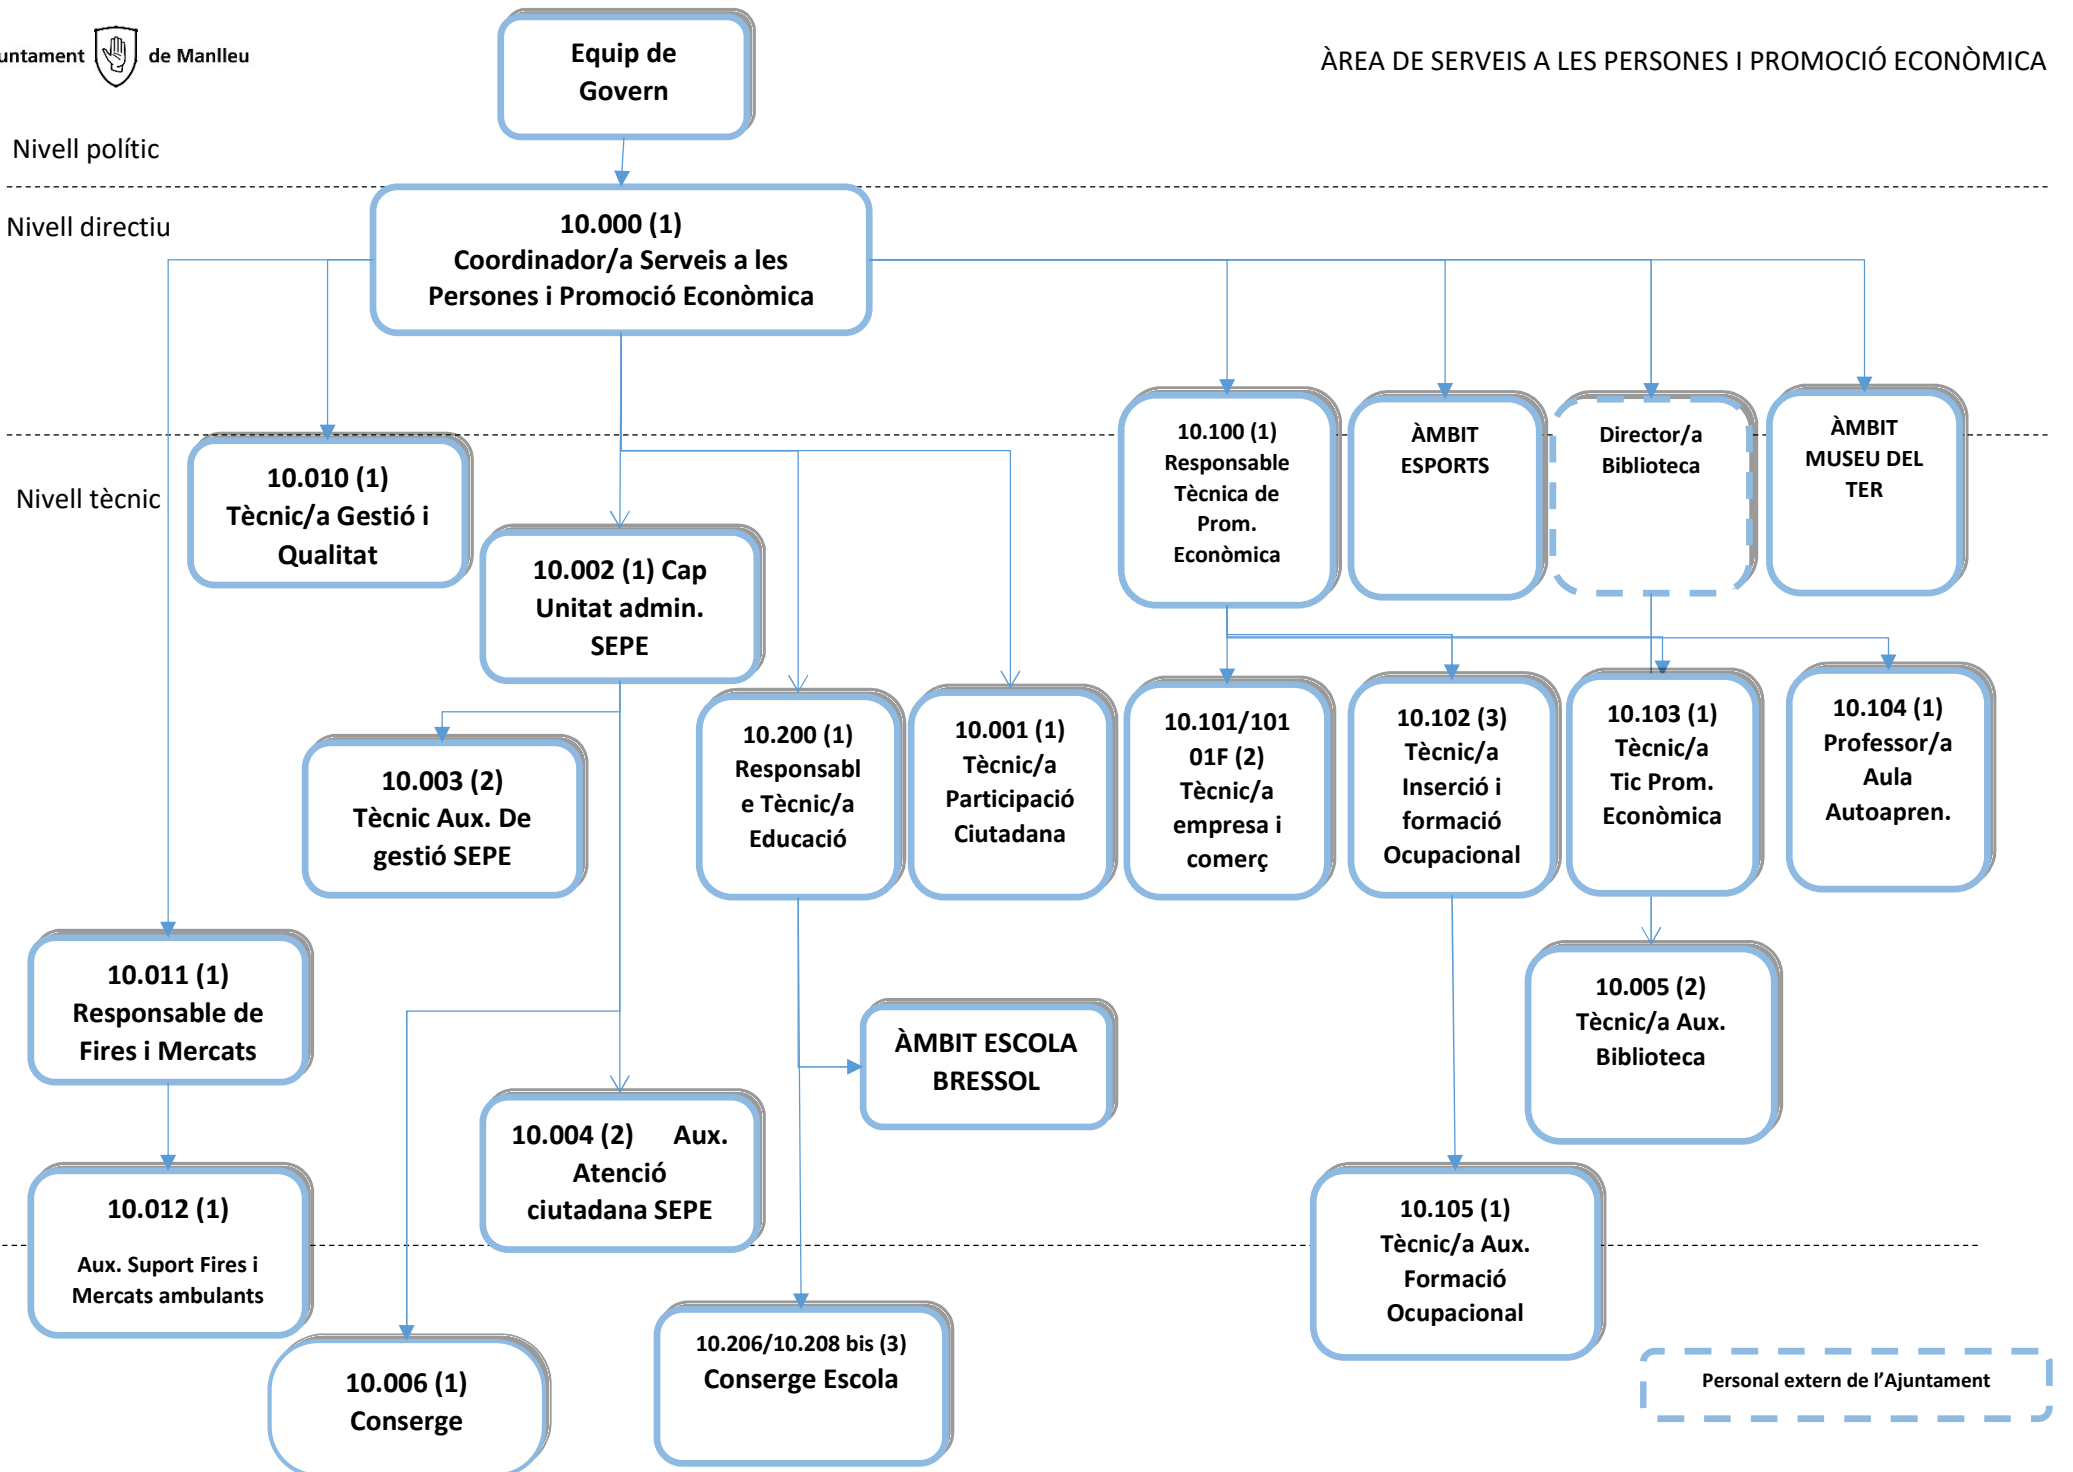 untament de Manlleu
ÀREA DE SERVEIS A LES PERSONES I PROMOCIÓ ECONÒMICA
Equip de
Govern
Nivell polític
Nivell directiu
10.000 (1)
Coordinador/a Serveis a les
Persones i Promoció Econòmica
Nivell tècnic
10.010 (1)
Tècnic/a Gestió i
Qualitat
10.002 (1) Cap
Unitat admin.
SEPE
10.100 (1)
Responsable
Tècnica de
Prom.
Econòmica
ÀMBIT
ESPORTS
Director/a
Biblioteca
ÀMBIT
MUSEU DEL
TER
10.003 (2)
Tècnic Aux. De
gestió SEPE
10.200 (1)
Responsabl
e Tècnic/a
Educació
10.001 (1)
Tècnic/a
Participació
Ciutadana
10.101/101
01F (2)
Tècnic/a
empresa i
comerç
10.102 (3)
Tècnic/a
Inserció i
formació
Ocupacional
10.103 (1)
Tècnic/a
Tic Prom.
Econòmica
10.104 (1)
Professor/a
Aula
Autoapren.
10.011 (1)
Responsable de
Fires i Mercats
ÀMBIT ESCOLA
BRESSOL
10.005 (2)
Tècnic/a Aux.
Biblioteca
10.004 (2) Aux.
Atenció
ciutadana SEPE
10.012 (1)
Aux. Suport Fires i
Mercats ambulants
10.105 (1)
Tècnic/a Aux.
Formació
Ocupacional
10.006 (1)
Conserge
10.206/10.208 bis (3)
Conserge Escola
Personal extern de l’Ajuntament